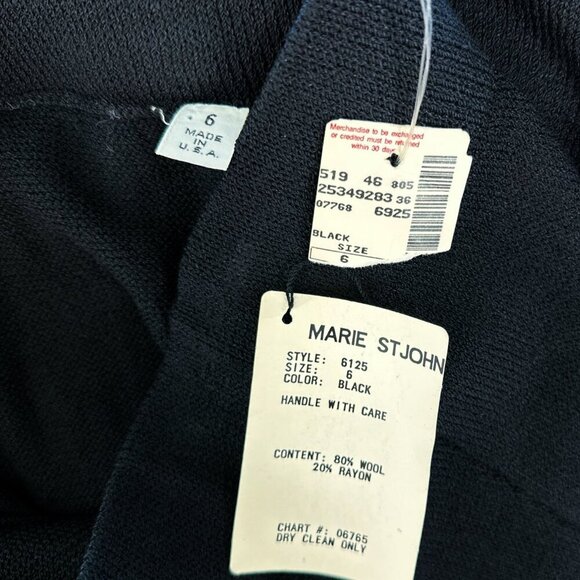 6
MADE
IN
U.S.A.
Merchandise to be exchanged
or credited must be returned
within 30 days
519 46 805
25349283 36
07768 6925
BLACK
SIZE
6
MARIE STJOHN
STYLE: 6125
SIZE: 6
COLOR: BLACK
HANDLE WITH CARE
CONTENT: 80% WOOL
20% RAYON
CHART #: 06765
DRY CLEAN ONLY